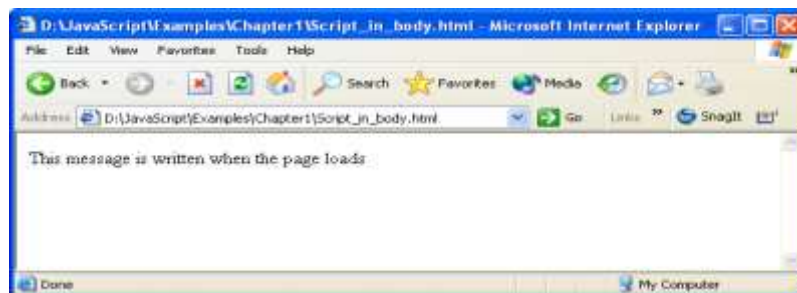 D:\JavaScript\Examples\Chapter1\Script_in_body.html - Microsoft Internet Explorer
File Edit View Favorites Tools Help
Back Search Favorites Media
Address D:\JavaScript\Examples\Chapter1\Script_in_body.html Go Links » SnagIt
This message is written when the page loads
Done My Computer